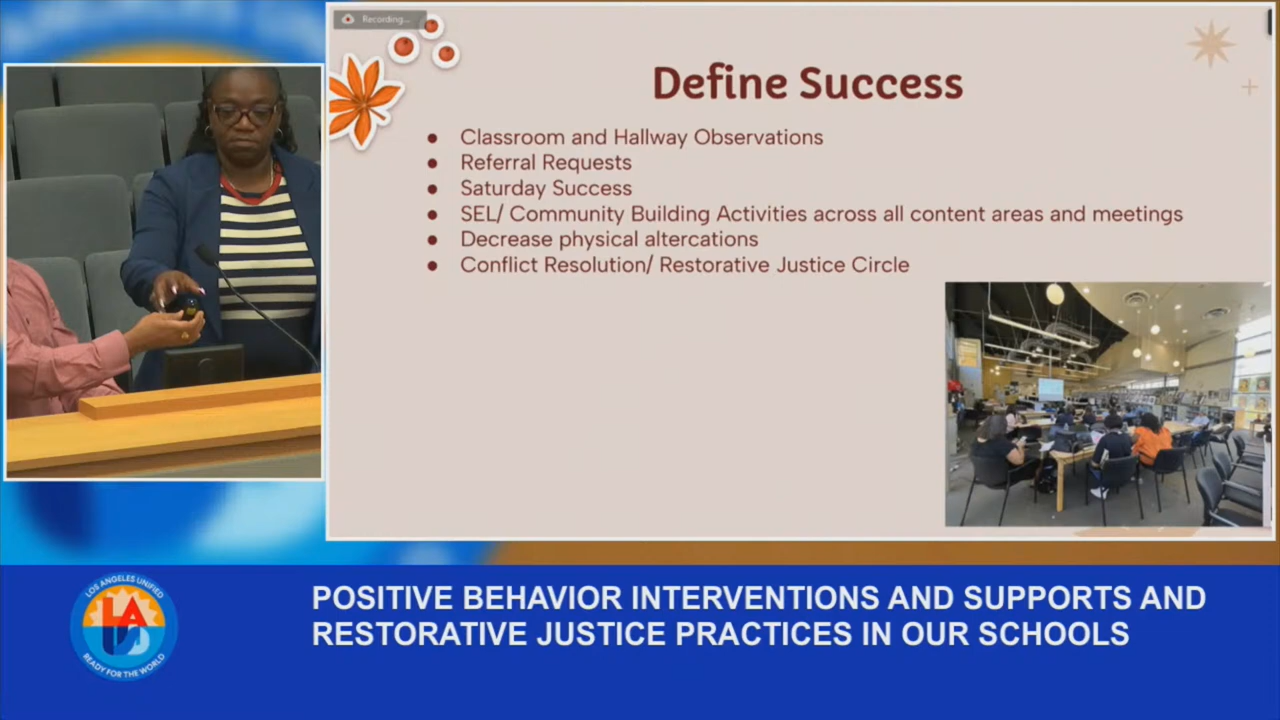 Recording...
Define Success
● Classroom and Hallway Observations
● Referral Requests
● Saturday Success
● SEL/ Community Building Activities across all content areas and meetings
● Decrease physical altercations
● Conflict Resolution/ Restorative Justice Circle
LOS ANGELES UNIFIED
LAUSD
READY FOR THE WORLD
POSITIVE BEHAVIOR INTERVENTIONS AND SUPPORTS AND
RESTORATIVE JUSTICE PRACTICES IN OUR SCHOOLS